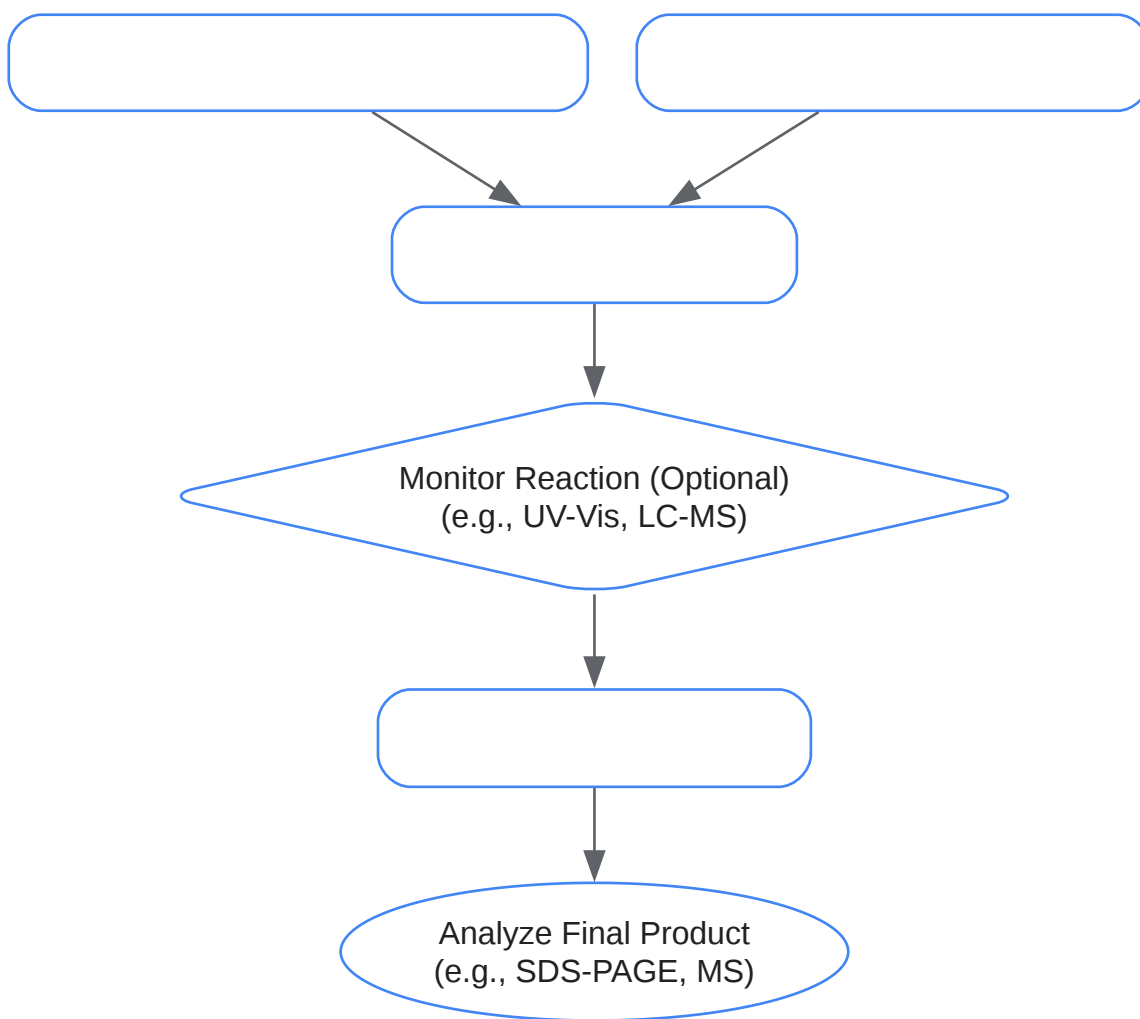 Monitor Reaction (Optional)
(e.g., UV-Vis, LC-MS)
Analyze Final Product
(e.g., SDS-PAGE, MS)